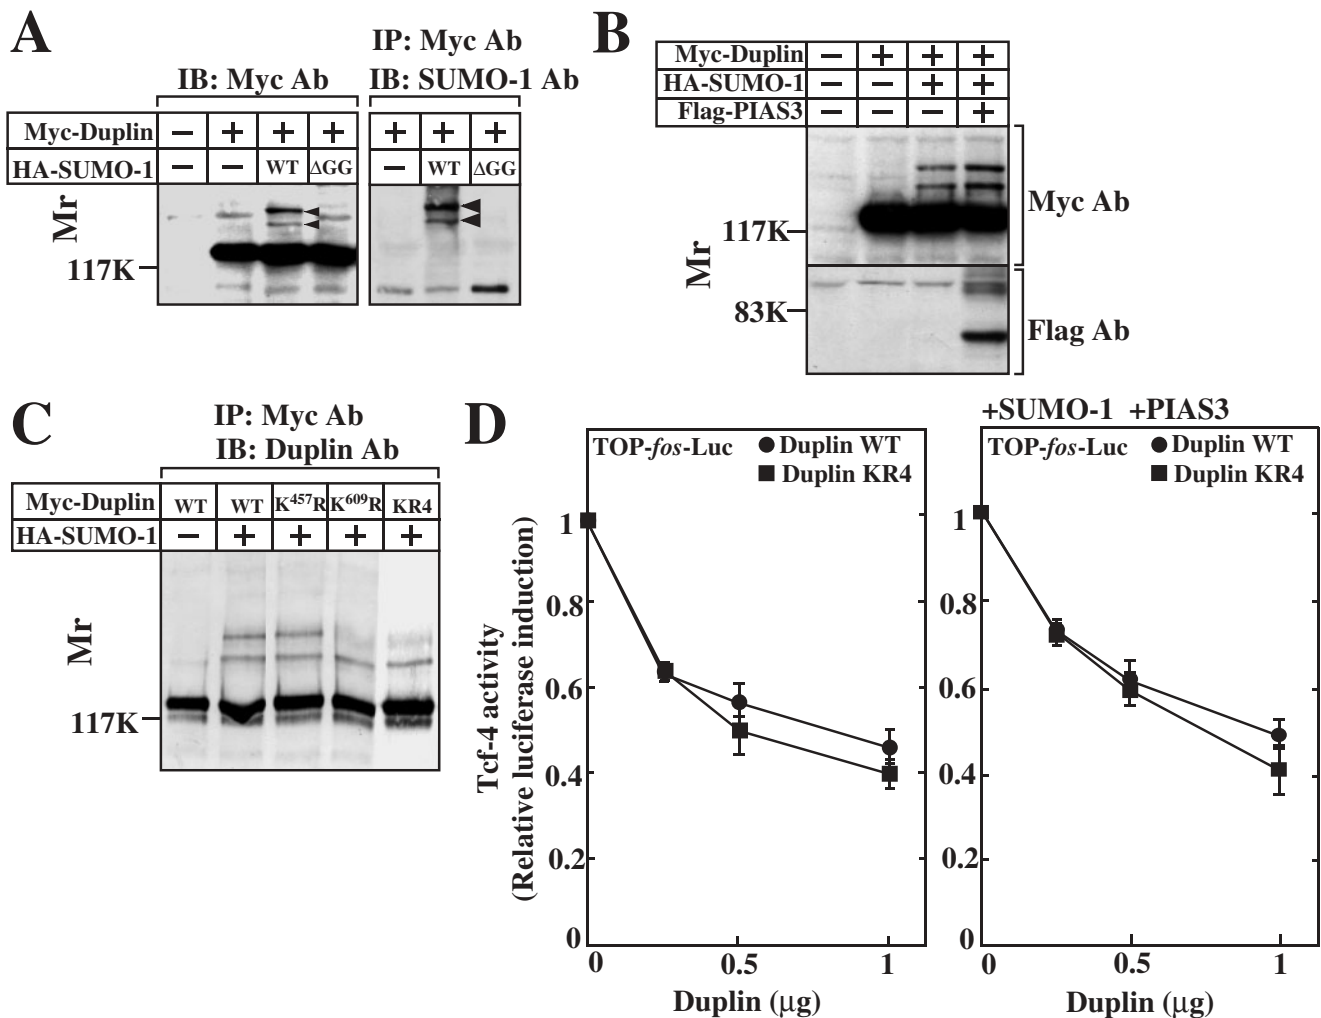 A
IB: Myc Ab
IP: Myc Ab
IB: SUMO-1 Ab
Myc-Duplin − + + + + + +
HA-SUMO-1 − − WT ΔGG − WT ΔGG
Mr
117K
B
Myc-Duplin − + + +
HA-SUMO-1 − − + +
Flag-PIAS3 − − − +
Mr
117K
Myc Ab
83K
Flag Ab
C
IP: Myc Ab
IB: Duplin Ab
Myc-Duplin WT WT K⁴⁵⁷R K⁶⁰⁹R KR4
HA-SUMO-1 − + + + +
Mr
117K
D
TOP-fos-Luc
Duplin WT
Duplin KR4
Tcf-4 activity
(Relative luciferase induction)
1
0.8
0.6
0.4
0.2
0
0 0.5 1
Duplin (μg)
+SUMO-1 +PIAS3
TOP-fos-Luc
Duplin WT
Duplin KR4
1
0.8
0.6
0.4
0.2
0
0 0.5 1
Duplin (μg)